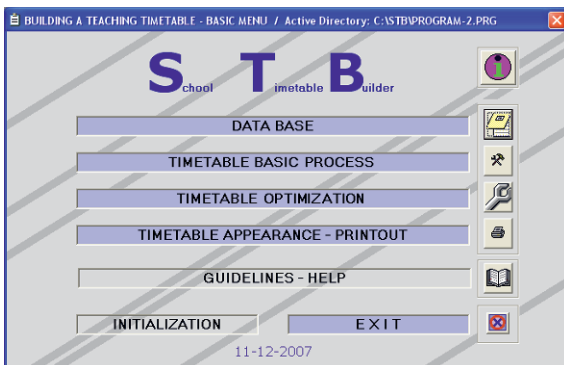 BUILDING A TEACHING TIMETABLE - BASIC MENU / Active Directory: C:\STB\PROGRAM-2.PRG
School Timetable Builder
DATA BASE
TIMETABLE BASIC PROCESS
TIMETABLE OPTIMIZATION
TIMETABLE APPEARANCE - PRINTOUT
GUIDELINES - HELP
INITIALIZATION EXIT
11-12-2007